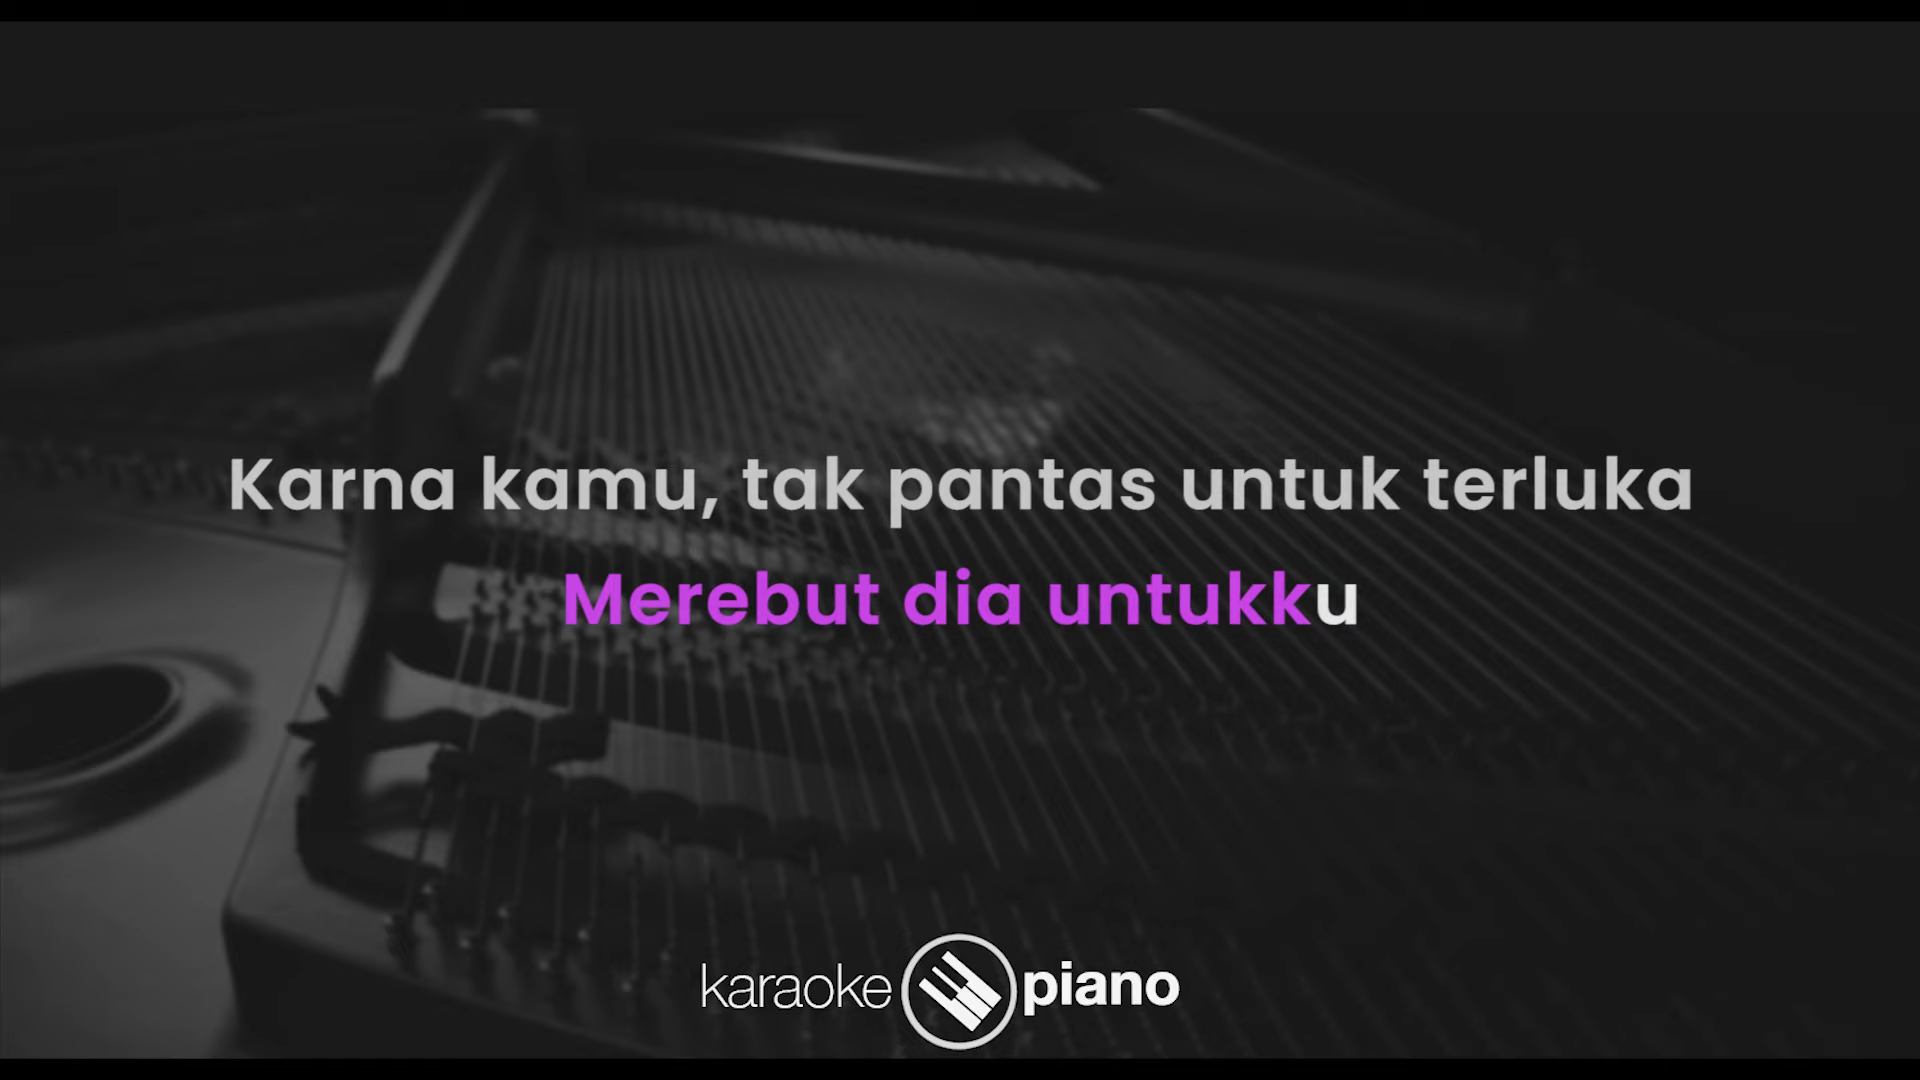 Karna kamu, tak pantas untuk terluka
Merebut dia untukku
karaoke piano